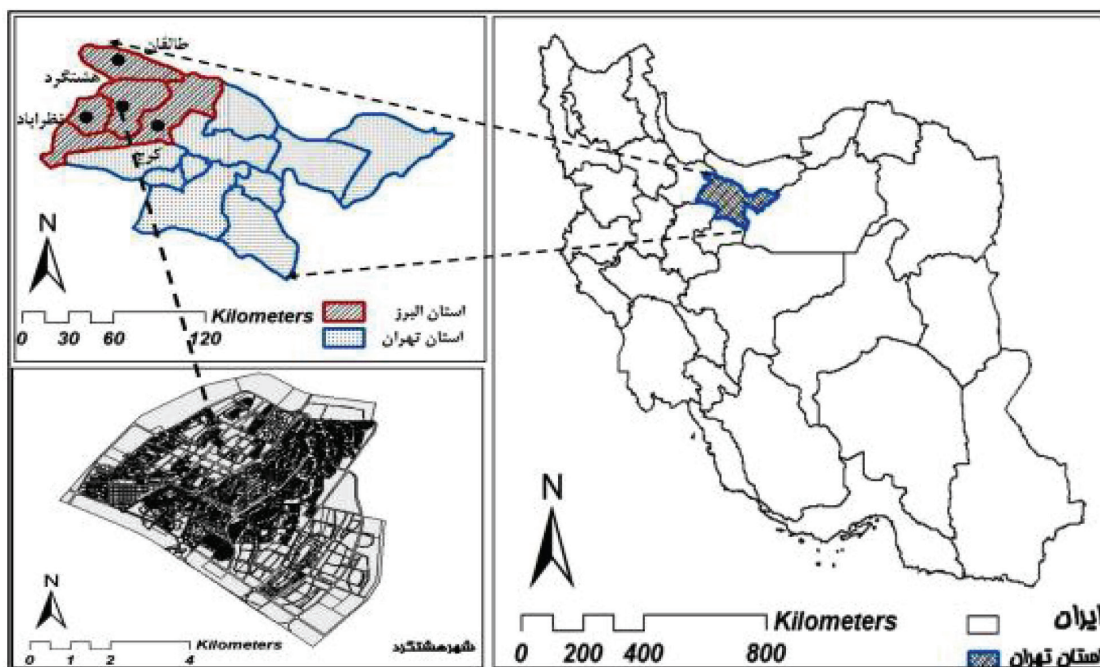 طالقان
هشتگرد
نظراباد
کرج
N
Kilometers
0 30 60 120
استان البرز
استان تهران
N
Kilometers
0 1 2 4
شهرهشتگرد
N
Kilometers
0 200 400 800
ایران
استان تهران